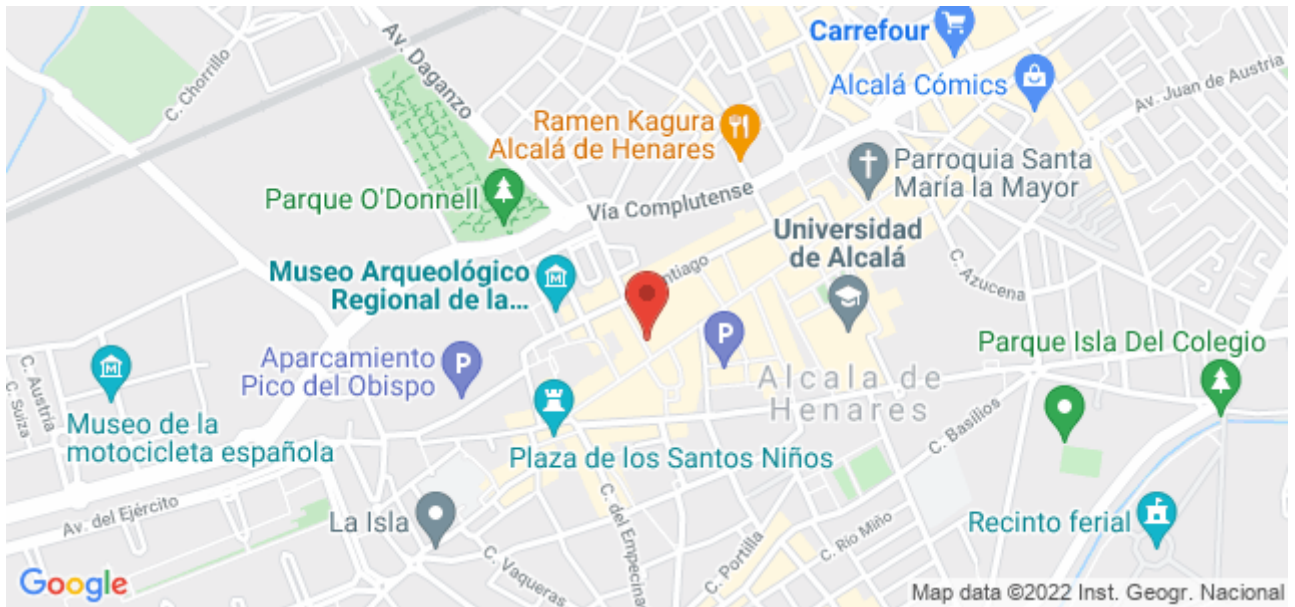 Carrefour
Alcalá Cómics
Av. Juan de Austria
C. Chorrillo
Av. Daganzo
Ramen Kagura
Alcalá de Henares
Parroquia Santa
María la Mayor
Parque O'Donnell
Vía Complutense
Universidad
de Alcalá
Museo Arqueológico
Regional de la...
C. Azucena
Aparcamiento
Pico del Obispo
P
P
Parque Isla Del Colegio
Alcala de
Henares
C. Austria
C. Suiza
M
M
Museo de la
motocicleta española
Plaza de los Santos Niños
C. Basilios
Av. del Ejército
La Isla
C. Vaqueras
C. del Empecina
C. Portilla
C. Río Miño
Recinto ferial
Google
Map data ©2022 Inst. Geogr. Nacional